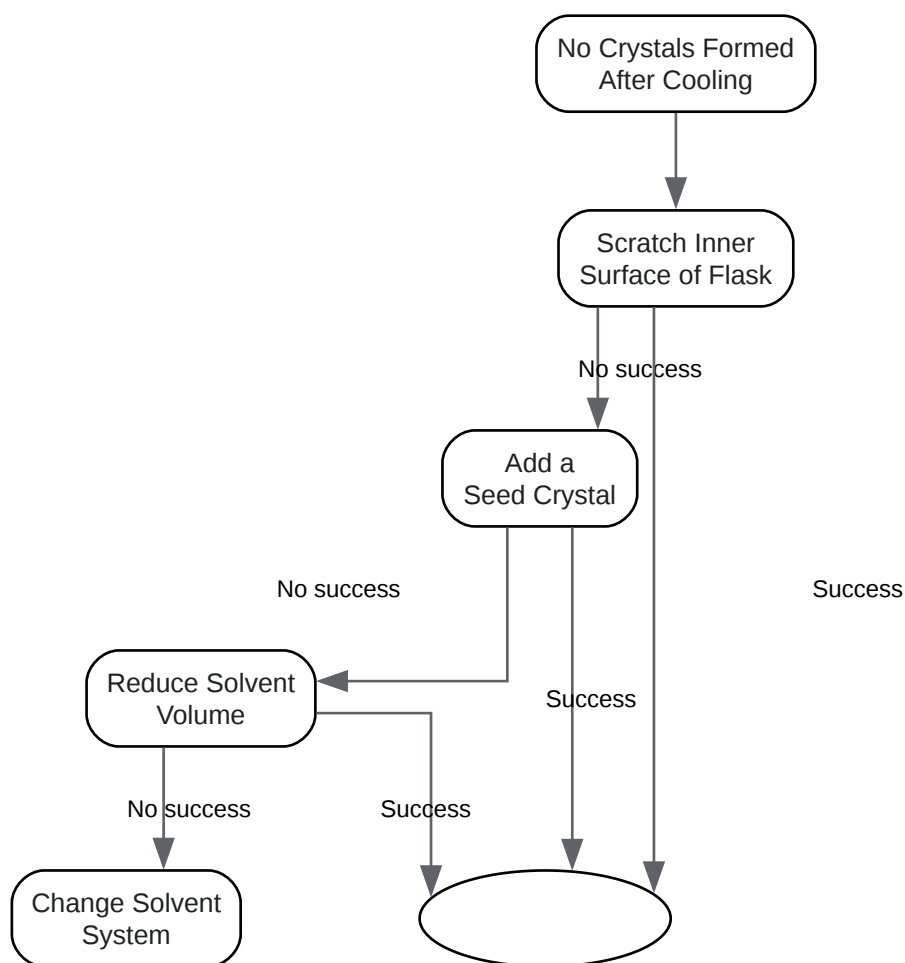 No Crystals Formed
After Cooling
Scratch Inner
Surface of Flask
No success
Add a
Seed Crystal
No success
Success
Reduce Solvent
Volume
Success
No success
Success
Change Solvent
System